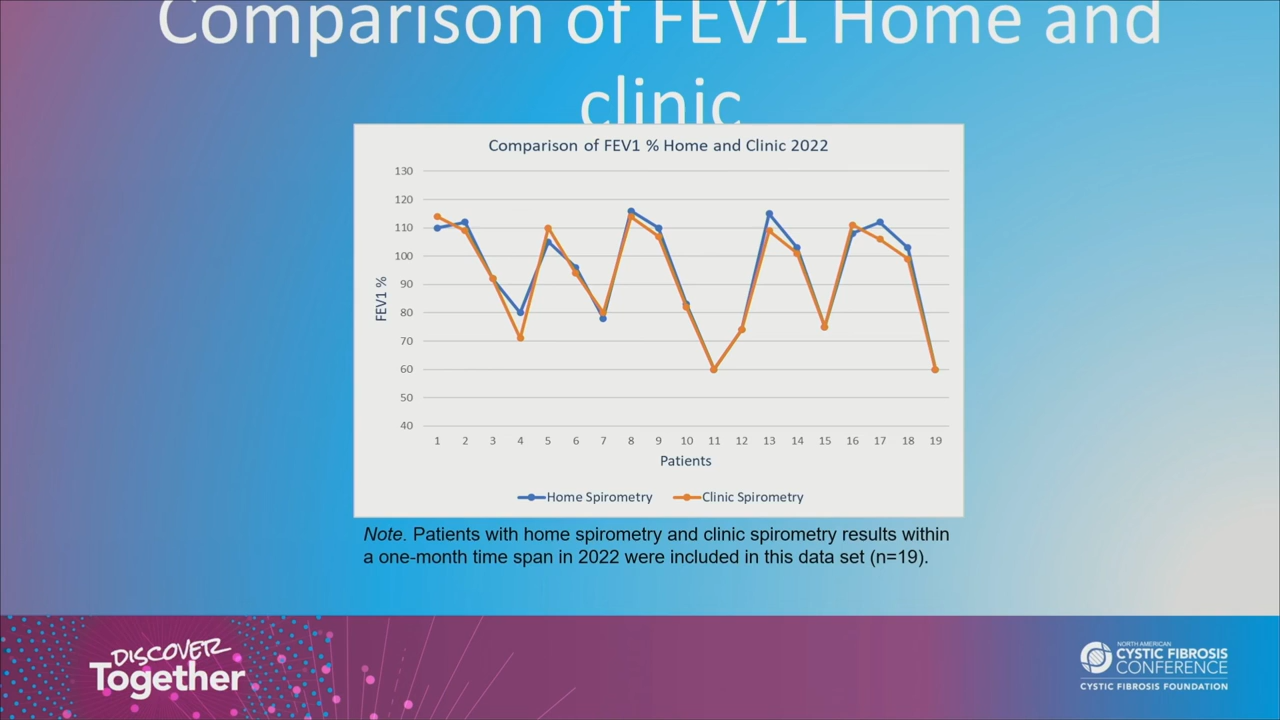 Comparison of FEV1 Home and
clinic
Comparison of FEV1 % Home and Clinic 2022
130
120
110
100
90
80
70
60
50
40
FEV1 %
1 2 3 4 5 6 7 8 9 10 11 12 13 14 15 16 17 18 19
Patients
Home Spirometry Clinic Spirometry
Note. Patients with home spirometry and clinic spirometry results within
a one-month time span in 2022 were included in this data set (n=19).
DISCOVER
Together
NORTH AMERICAN
CYSTIC FIBROSIS
CONFERENCE
CYSTIC FIBROSIS FOUNDATION